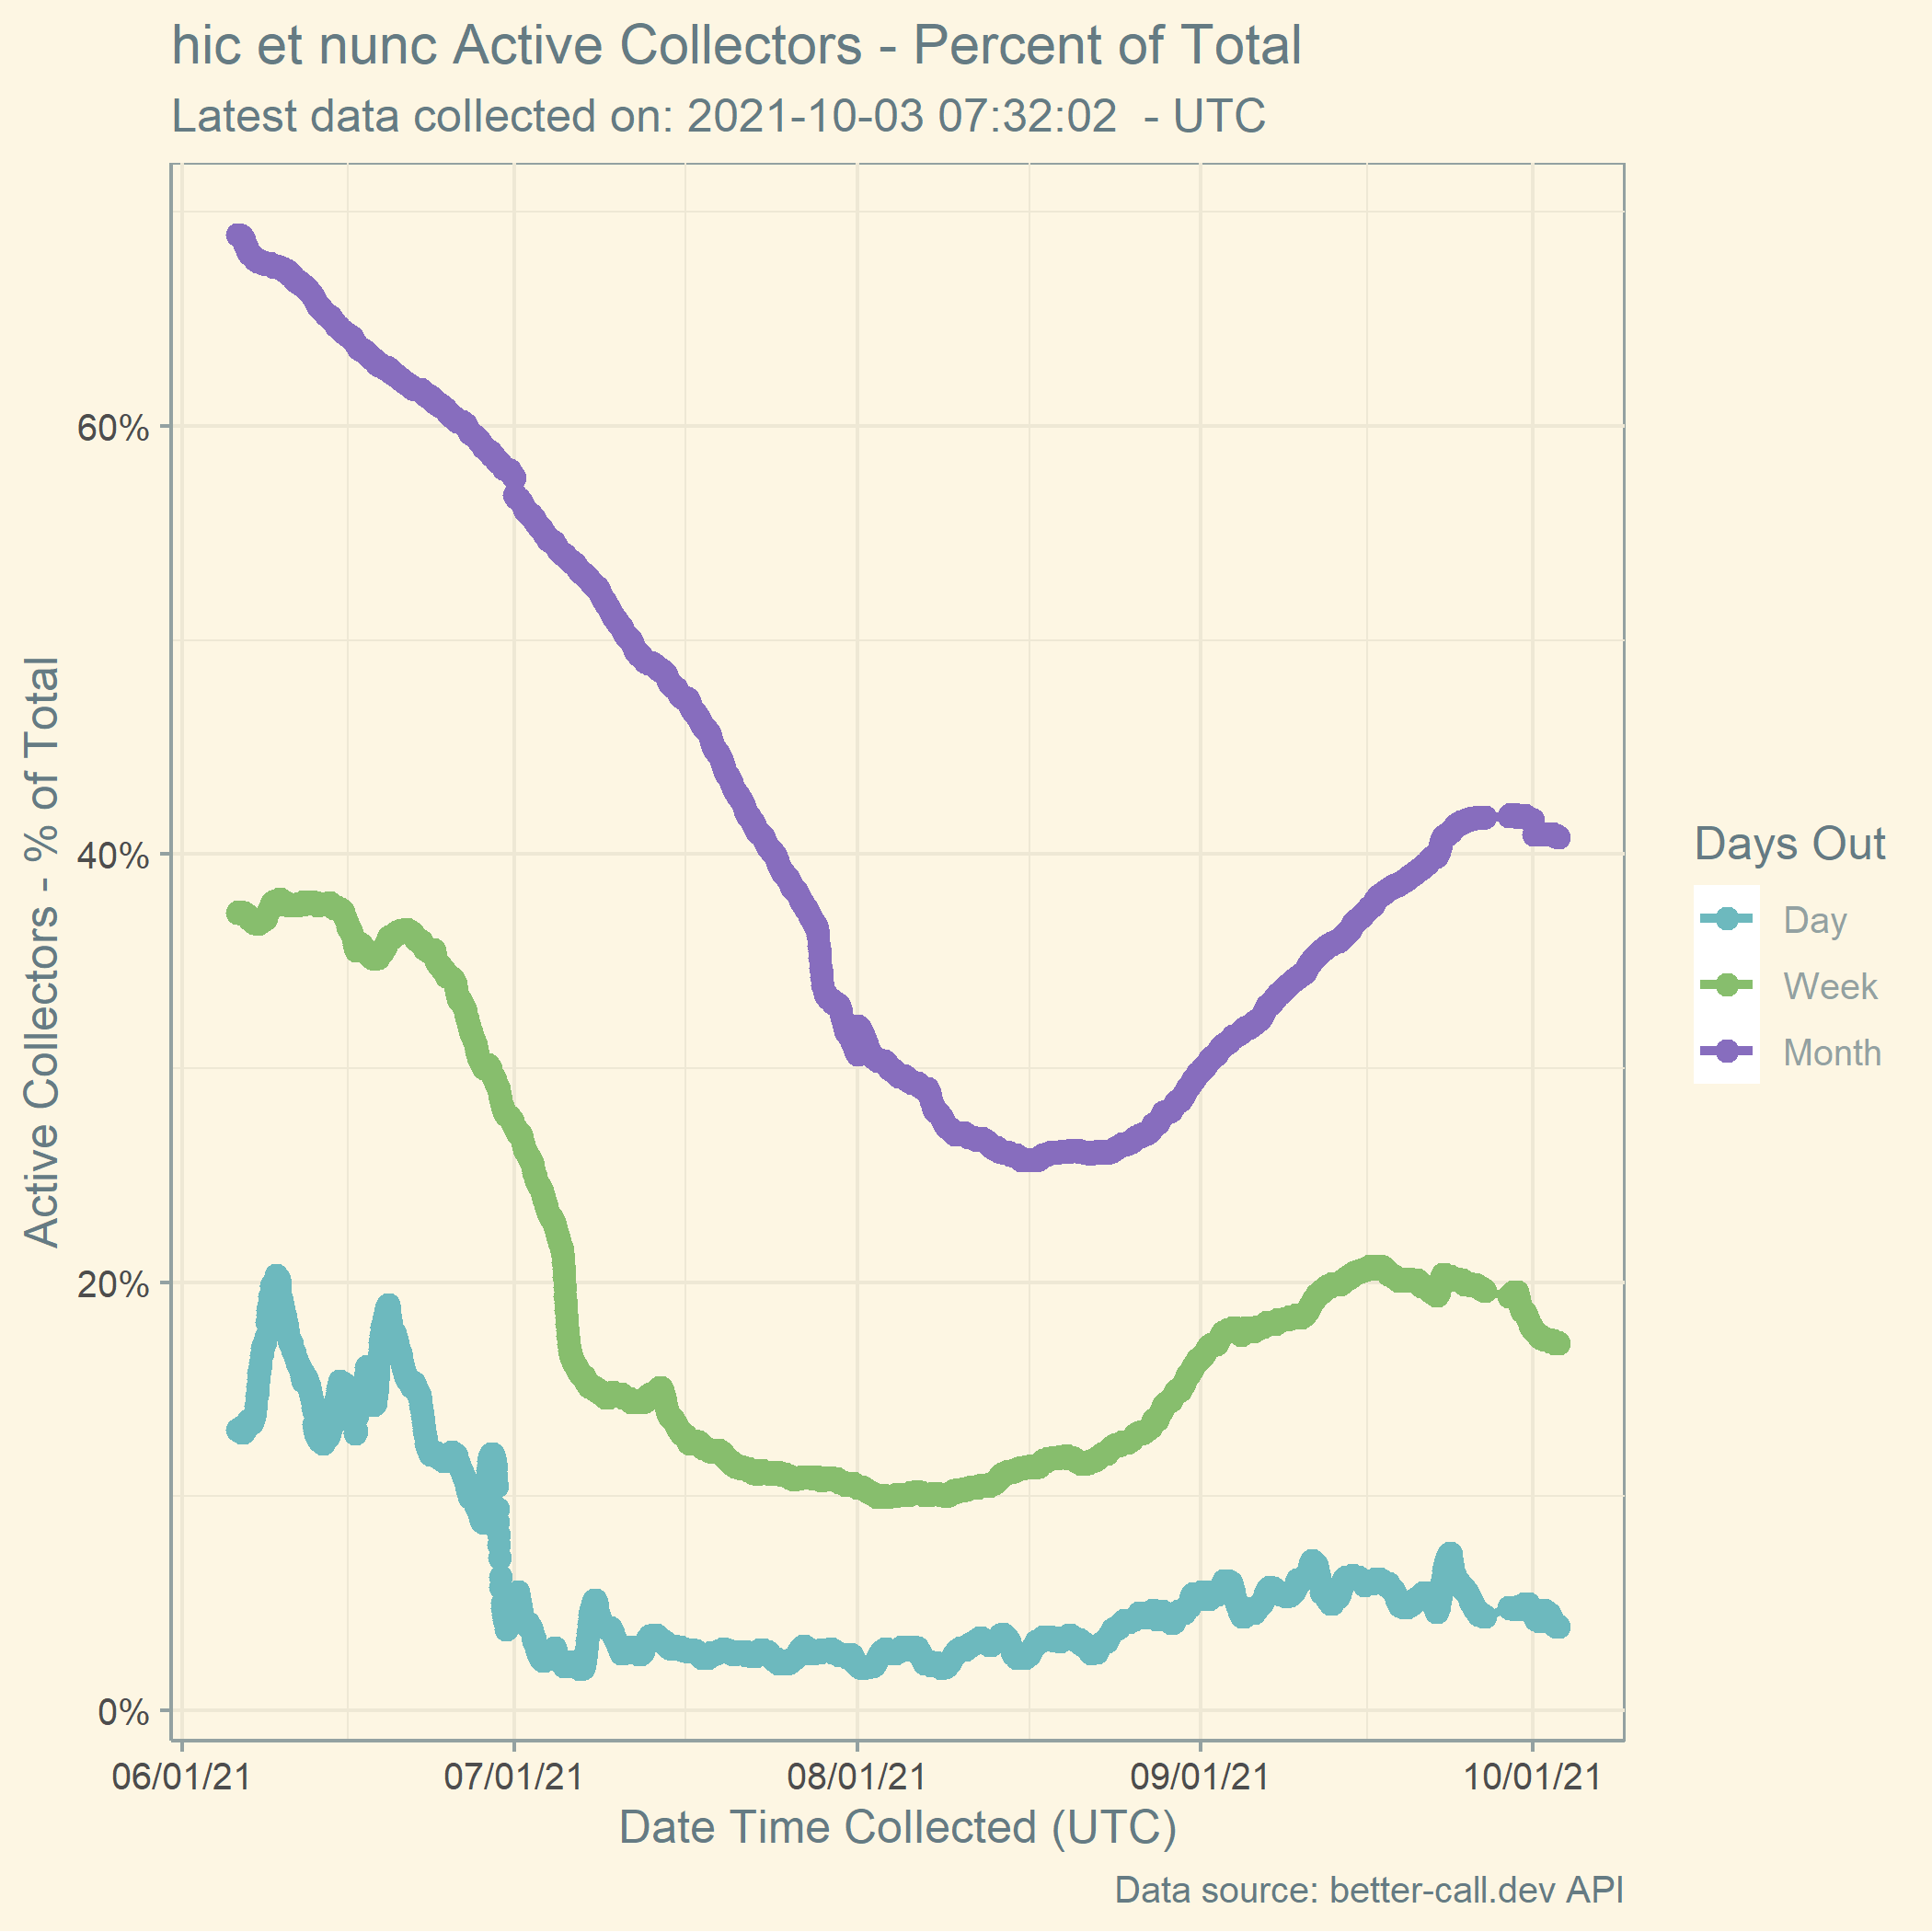 hic et nunc Active Collectors - Percent of Total
Latest data collected on: 2021-10-03 07:32:02  - UTC
Active Collectors - % of Total
60%
40%
20%
0%
06/01/21
07/01/21
08/01/21
09/01/21
10/01/21
Date Time Collected (UTC)
Days Out
Day
Week
Month
Data source: better-call.dev API